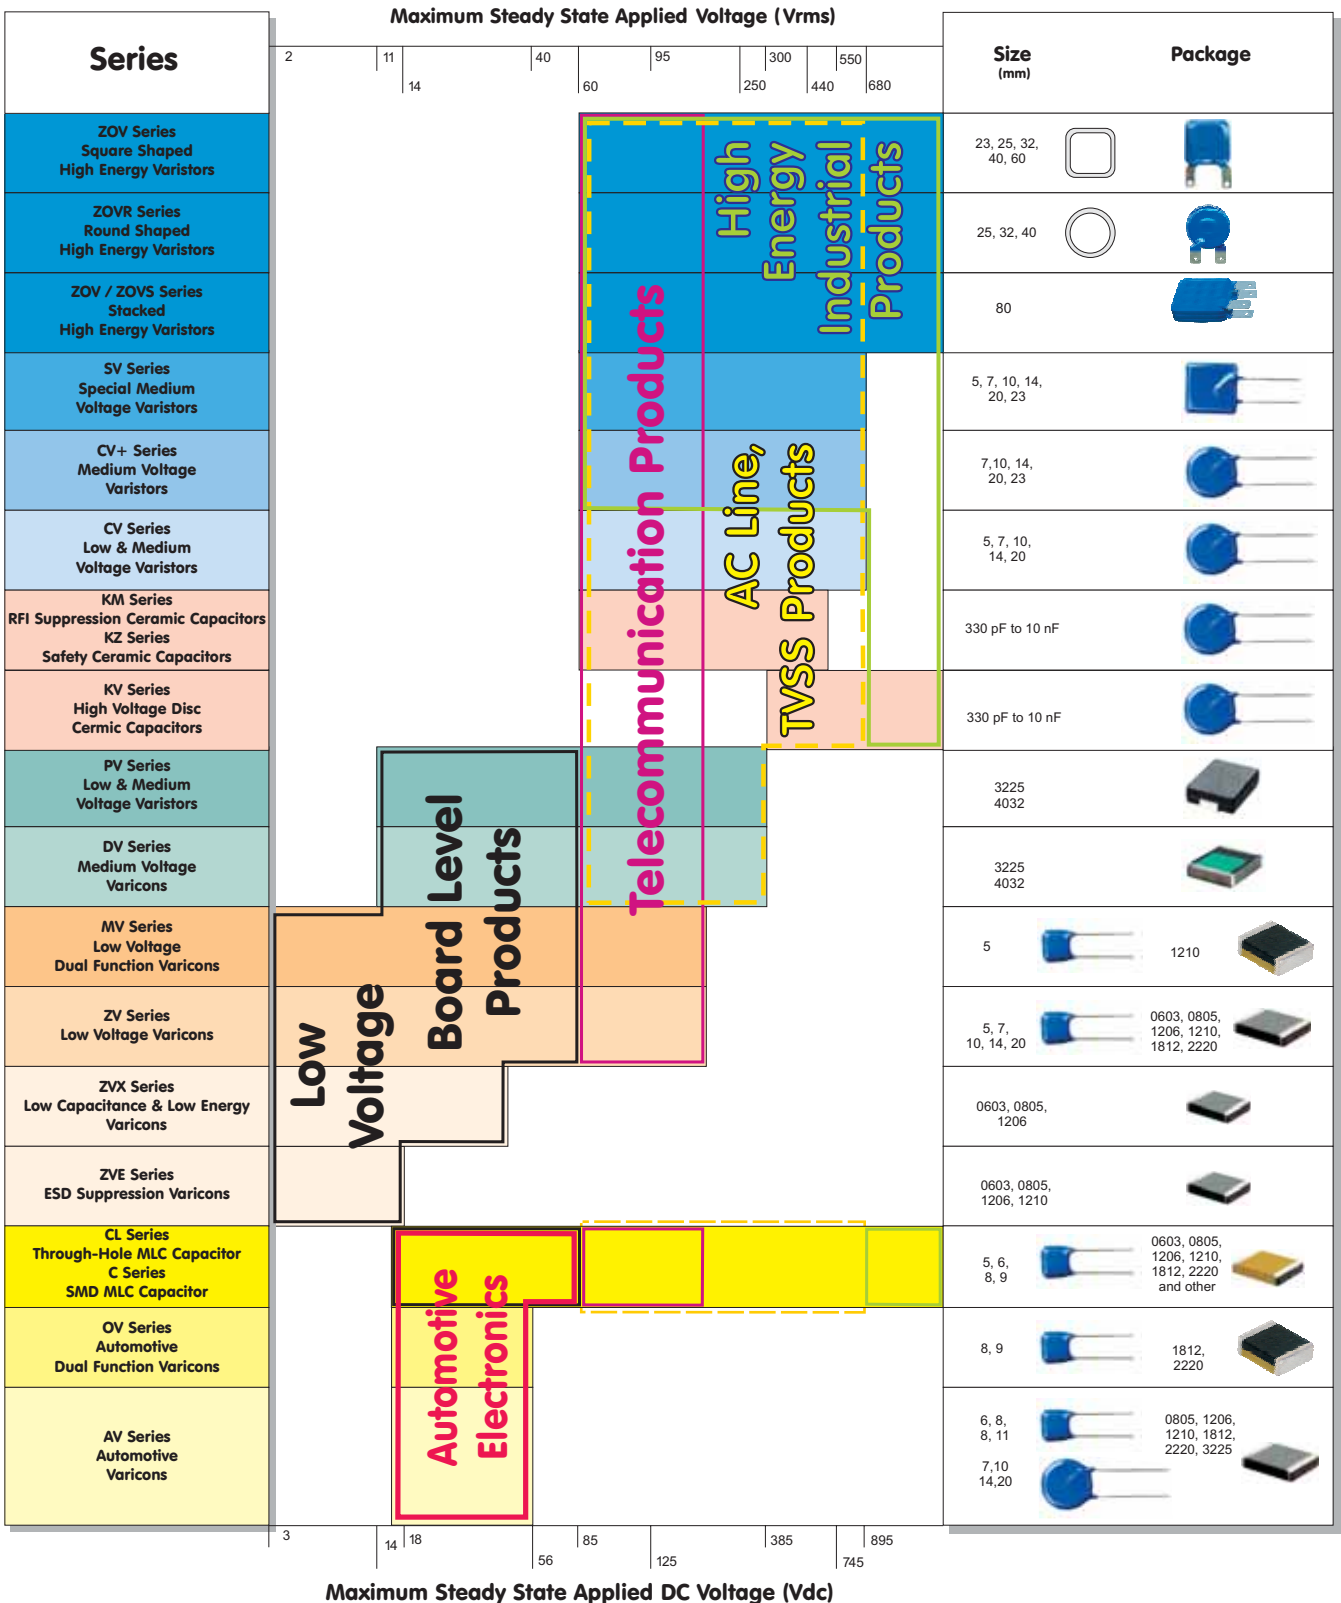 Maximum Steady State Applied Voltage (Vrms)
Series
2
11
40
95
300
550
14
60
250
440
680
Size
(mm)
Package
ZOV Series
Square Shaped
High Energy Varistors
23, 25, 32,
40, 60
ZOVR Series
Round Shaped
High Energy Varistors
25, 32, 40
ZOV / ZOVS Series
Stacked
High Energy Varistors
80
SV Series
Special Medium
Voltage Varistors
5, 7, 10, 14,
20, 23
CV+ Series
Medium Voltage
Varistors
7,10, 14,
20, 23
CV Series
Low & Medium
Voltage Varistors
5, 7, 10,
14, 20
KM Series
RFI Suppression Ceramic Capacitors
KZ Series
Safety Ceramic Capacitors
330 pF to 10 nF
KV Series
High Voltage Disc
Cermic Capacitors
330 pF to 10 nF
PV Series
Low & Medium
Voltage Varistors
3225
4032
DV Series
Medium Voltage
Varicons
3225
4032
MV Series
Low Voltage
Dual Function Varicons
5
1210
ZV Series
Low Voltage Varicons
5, 7,
10, 14, 20
0603, 0805,
1206, 1210,
1812, 2220
ZVX Series
Low Capacitance & Low Energy
Varicons
0603, 0805,
1206
ZVE Series
ESD Suppression Varicons
0603, 0805,
1206, 1210
CL Series
Through-Hole MLC Capacitor
C Series
SMD MLC Capacitor
5, 6,
8, 9
0603, 0805,
1206, 1210,
1812, 2220
and other
OV Series
Automotive
Dual Function Varicons
8, 9
1812,
2220
AV Series
Automotive
Varicons
6, 8,
8, 11
7,10
14,20
0805, 1206,
1210, 1812,
2220, 3225
High
Energy
Industrial
Products
Telecommunication Products
AC Line,
TVSS Products
Low
Voltage
Board Level
Products
Automotive
Electronics
3
14
18
85
385
895
56
125
745
Maximum Steady State Applied DC Voltage (Vdc)